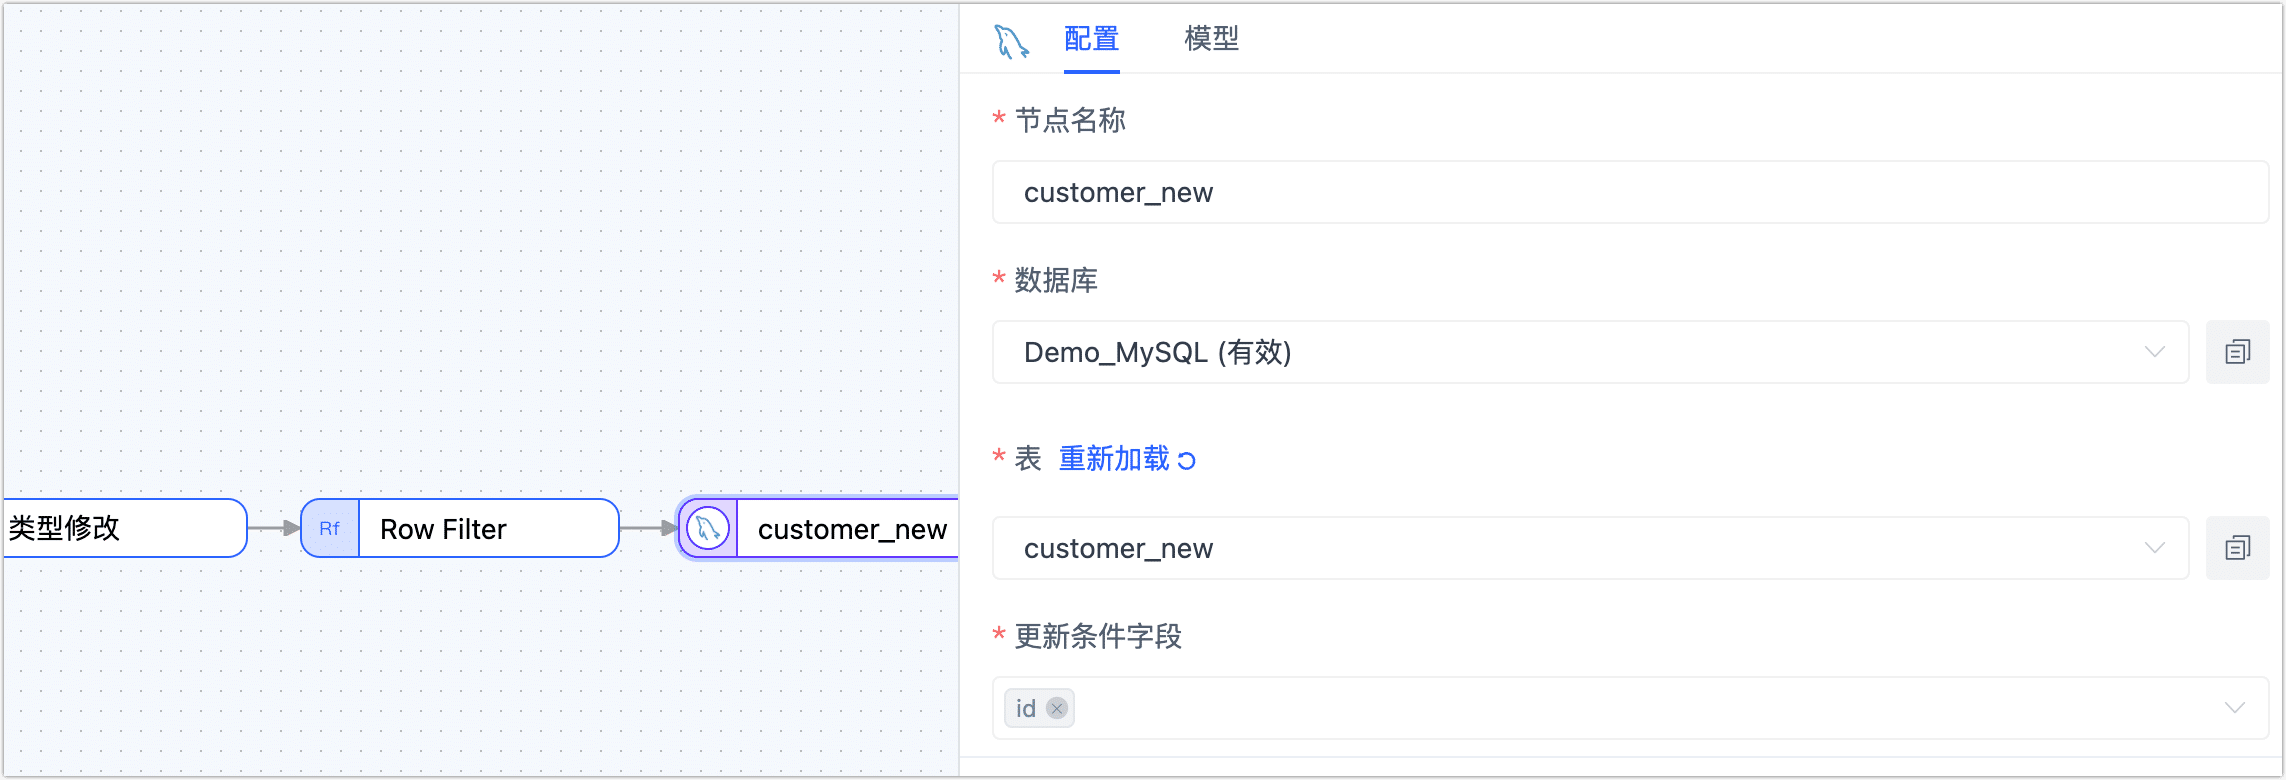 类型修改
Rf
Row Filter
customer_new
配置 模型
* 节点名称
customer_new
* 数据库
Demo_MySQL (有效)
* 表 重新加载
customer_new
* 更新条件字段
id